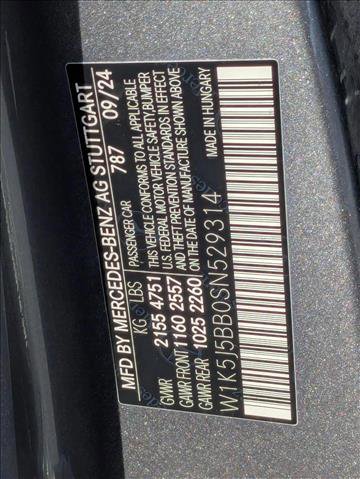 MFD BY MERCEDES-BENZ AG STUTTGART
787 09/24
KG LBS PASSENGER CAR
GVWR 2155 4751 THIS VEHICLE CONFORMS TO ALL APPLICABLE
U.S. FEDERAL MOTOR VEHICLE SAFETY, BUMPER
GAWR FRONT 1160 2557 AND THEFT PREVENTION STANDARDS IN EFFECT
GAWR REAR 1025 2260 ON THE DATE OF MANUFACTURE SHOWN ABOVE
MADE IN HUNGARY
W1K5J5BB0SN529314